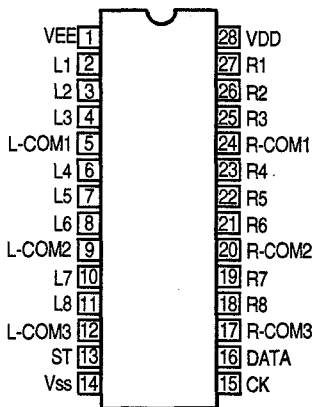 VEE 1 28 VDD
L1 2 27 R1
L2 3 26 R2
L3 4 25 R3
L-COM1 5 24 R-COM1
L4 6 23 R4
L5 7 22 R5
L6 8 21 R6
L-COM2 9 20 R-COM2
L7 10 19 R7
L8 11 18 R8
L-COM3 12 17 R-COM3
ST 13 16 DATA
Vss 14 15 CK